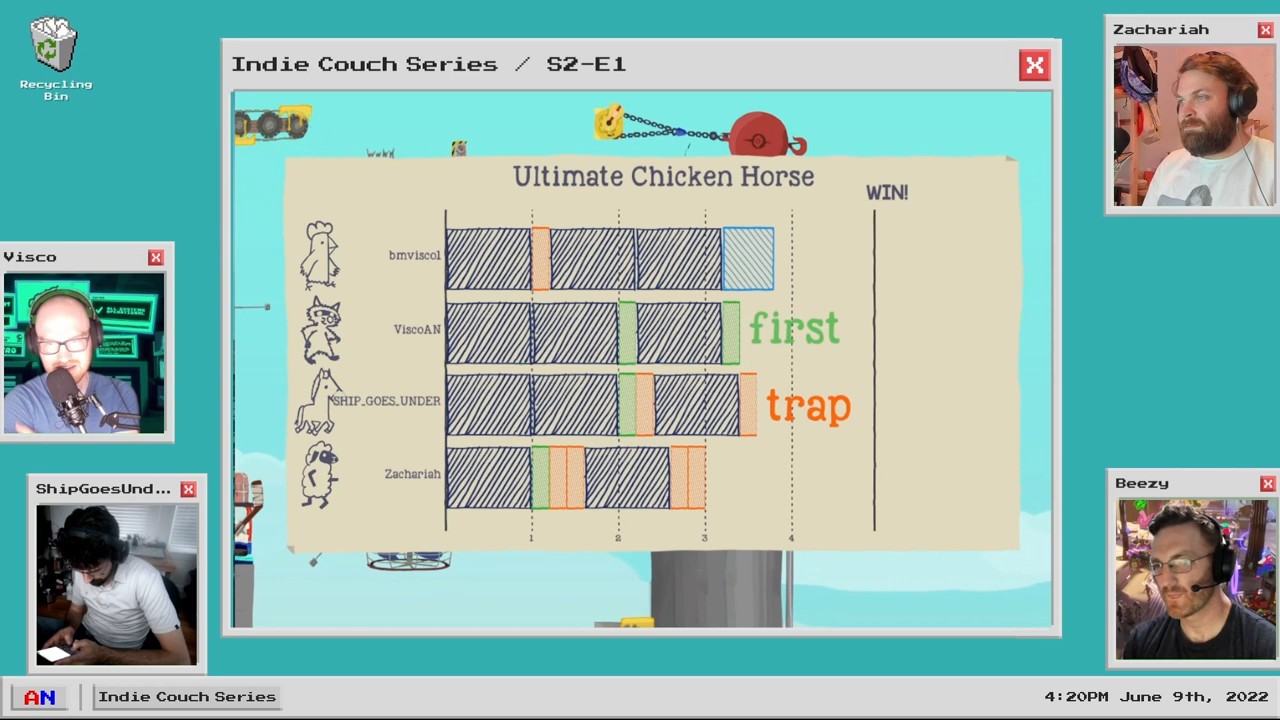 Recycling
Bin
Indie Couch Series / S2-E1
Zachariah
Visco
Ultimate Chicken Horse
WIN!
bmviscol
ViscoAN
first
SHIP_GOES_UNDER
trap
Zachariah
1 2 3 4
ShipGoesUnd...
Beezy
AN
Indie Couch Series
4:20PM June 9th, 2022